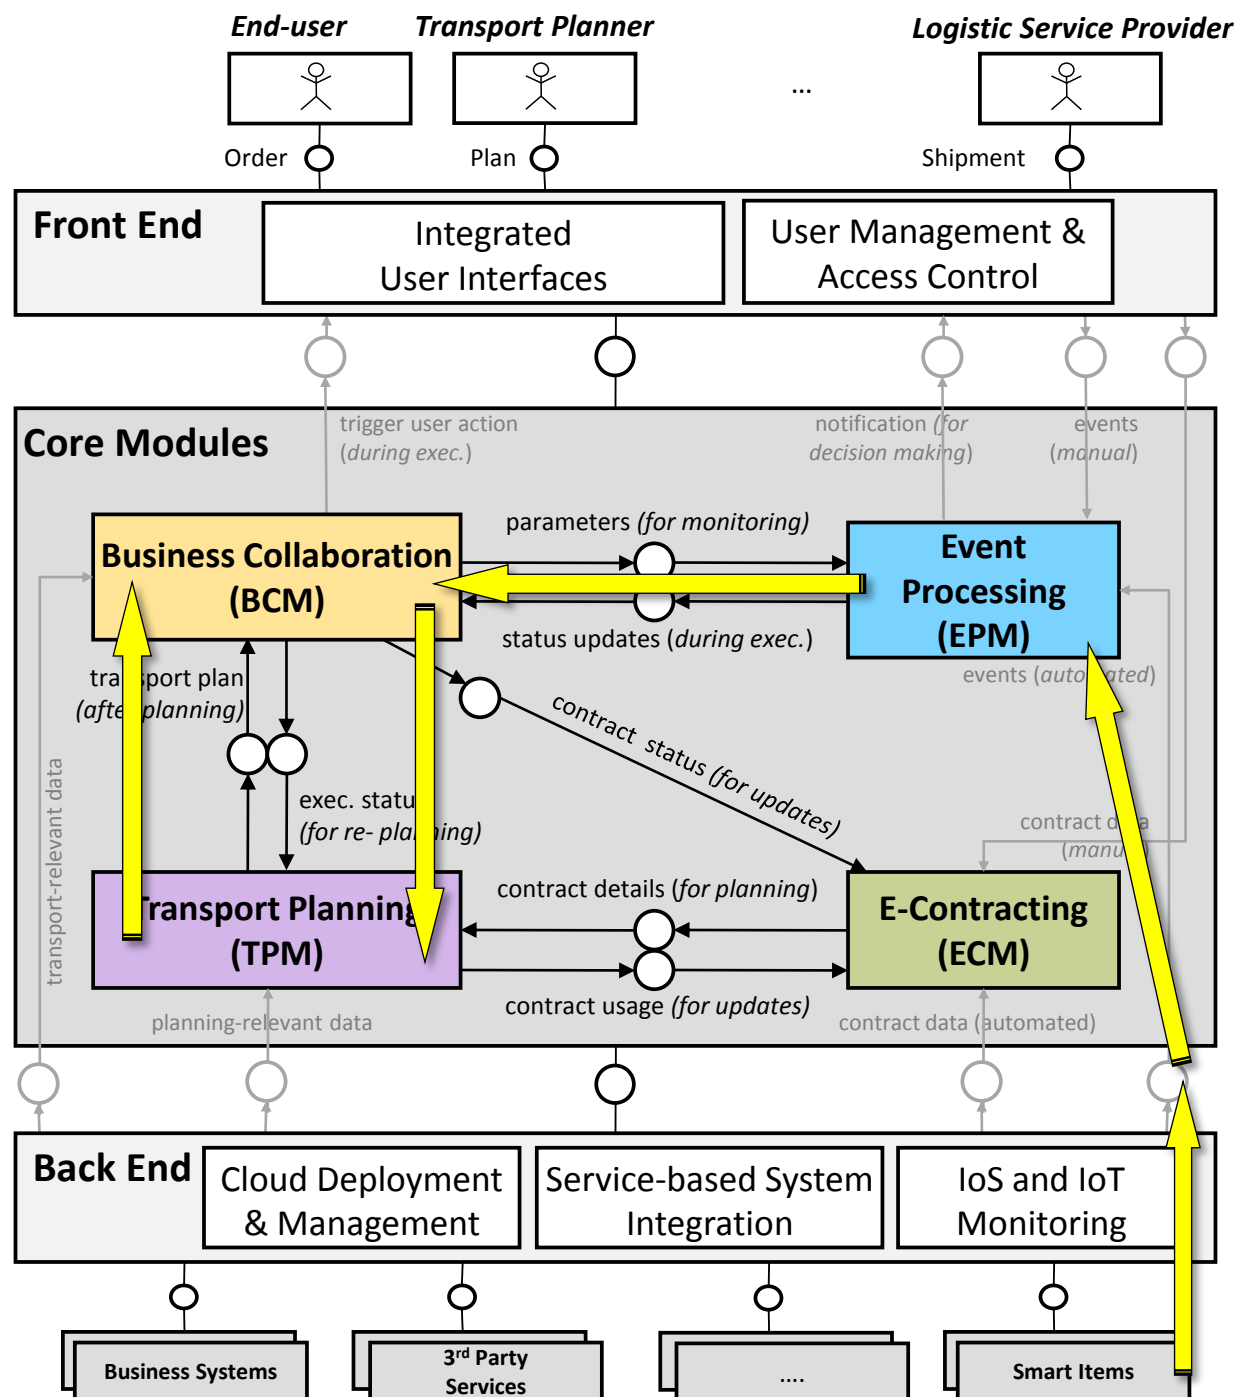 End-user
Transport Planner
Logistic Service Provider
...
Order
Plan
Shipment
Front End
Integrated
User Interfaces
User Management &
Access Control
Core Modules
trigger user action
(during exec.)
notification (for
decision making)
events
(manual)
Business Collaboration
(BCM)
parameters (for monitoring)
Event
Processing
(EPM)
status updates (during exec.)
events (automated)
transport plan
(after planning)
contract status (for updates)
transport-relevant data
exec. status
(for re- planning)
contract data
(manual)
Transport Planning
(TPM)
contract details (for planning)
E-Contracting
(ECM)
contract usage (for updates)
planning-relevant data
contract data (automated)
Back End
Cloud Deployment
& Management
Service-based System
Integration
IoS and IoT
Monitoring
Business Systems
3rd Party
Services
....
Smart Items